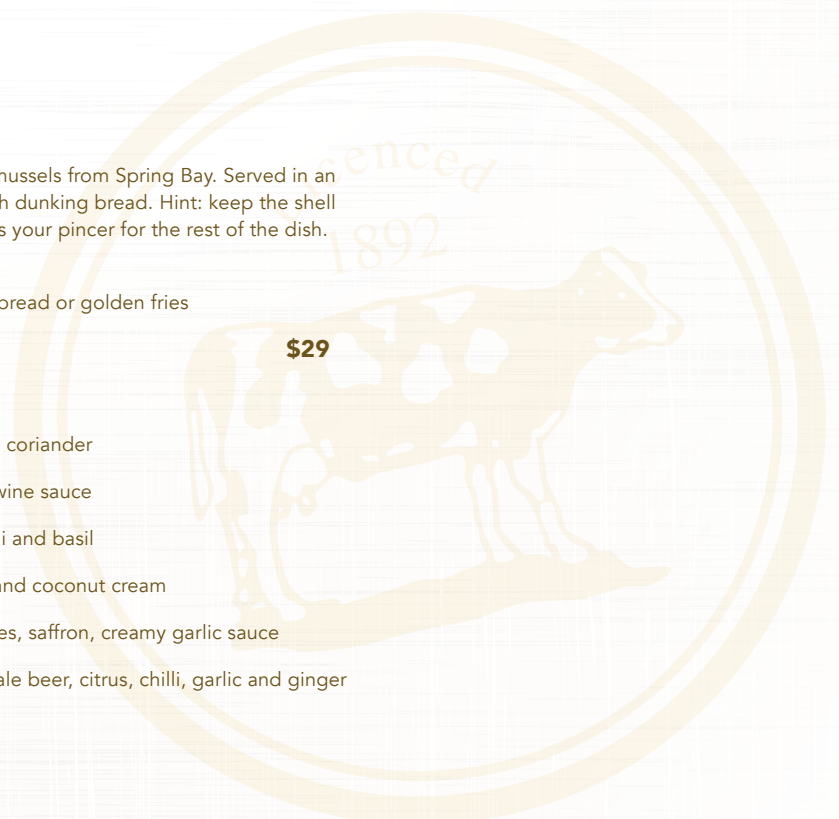 mussels from Spring Bay. Served in an
dunking bread. Hint: keep the shell
your pincer for the rest of the dish.
bread or golden fries
$29
coriander
wine sauce
and basil
and coconut cream
saffron, creamy garlic sauce
ale beer, citrus, chilli, garlic and ginger
Licenced
1892